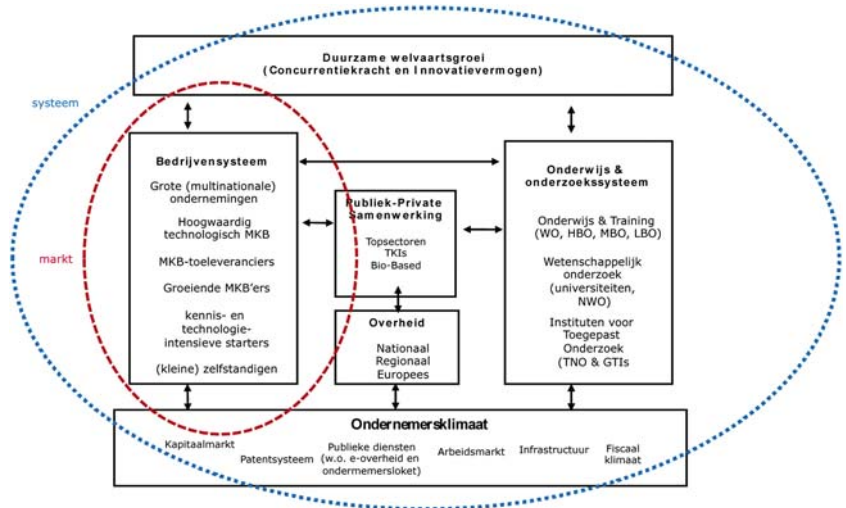 Duurzame welvaartsgroei
(Concurrentiekracht en Innovatievermogen)
systeem
markt
Bedrijvensysteem
Grote (multinationale)
ondernemingen
Hoogwaardig
technologisch MKB
MKB-toeleveranciers
Groeiende MKB'ers
kennis- en
technologie-
intensieve starters
(kleine) zelfstandigen
Publiek-Private
Samenwerking
Topsectoren
TKIs
Bio-Based
Overheid
Nationaal
Regionaal
Europees
Onderwijs &
onderzoekssysteem
Onderwijs & Training
(WO, HBO, MBO, LBO)
Wetenschappelijk
onderzoek
(universiteiten,
NWO)
Instituten voor
Toegepast
Onderzoek
(TNO & GTIs
Ondernemersklimaat
Kapitaalmarkt
Patentsysteem
Publieke diensten
(w.o. e-overheid en
ondermemersloket)
Arbeidsmarkt
Infrastructuur
Fiscaal
klimaat